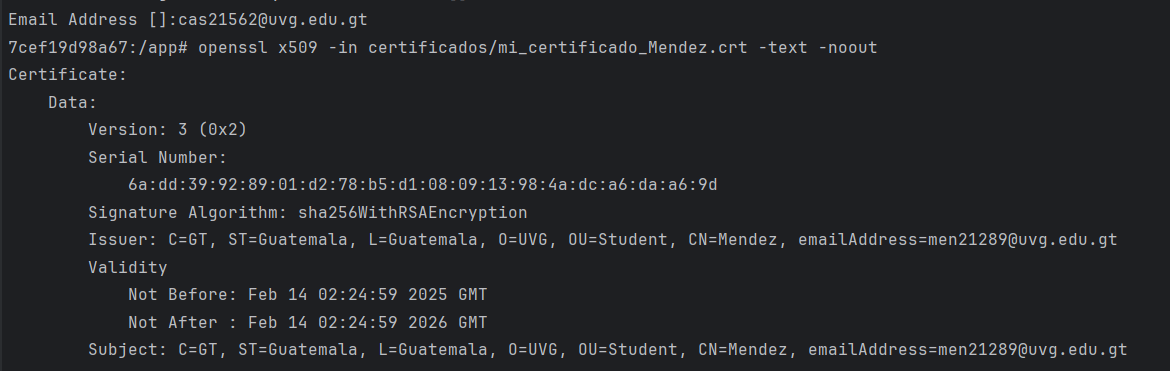 Email Address []:cas21562@uvg.edu.gt
7cef19d98a67:/app# openssl x509 -in certificados/mi_certificado_Mendez.crt -text -noout
Certificate:
    Data:
        Version: 3 (0x2)
        Serial Number:
            6a:dd:39:92:89:01:d2:78:b5:d1:08:09:13:98:4a:dc:a6:da:a6:9d
        Signature Algorithm: sha256WithRSAEncryption
        Issuer: C=GT, ST=Guatemala, L=Guatemala, O=UVG, OU=Student, CN=Mendez, emailAddress=men21289@uvg.edu.gt
        Validity
            Not Before: Feb 14 02:24:59 2025 GMT
            Not After : Feb 14 02:24:59 2026 GMT
        Subject: C=GT, ST=Guatemala, L=Guatemala, O=UVG, OU=Student, CN=Mendez, emailAddress=men21289@uvg.edu.gt